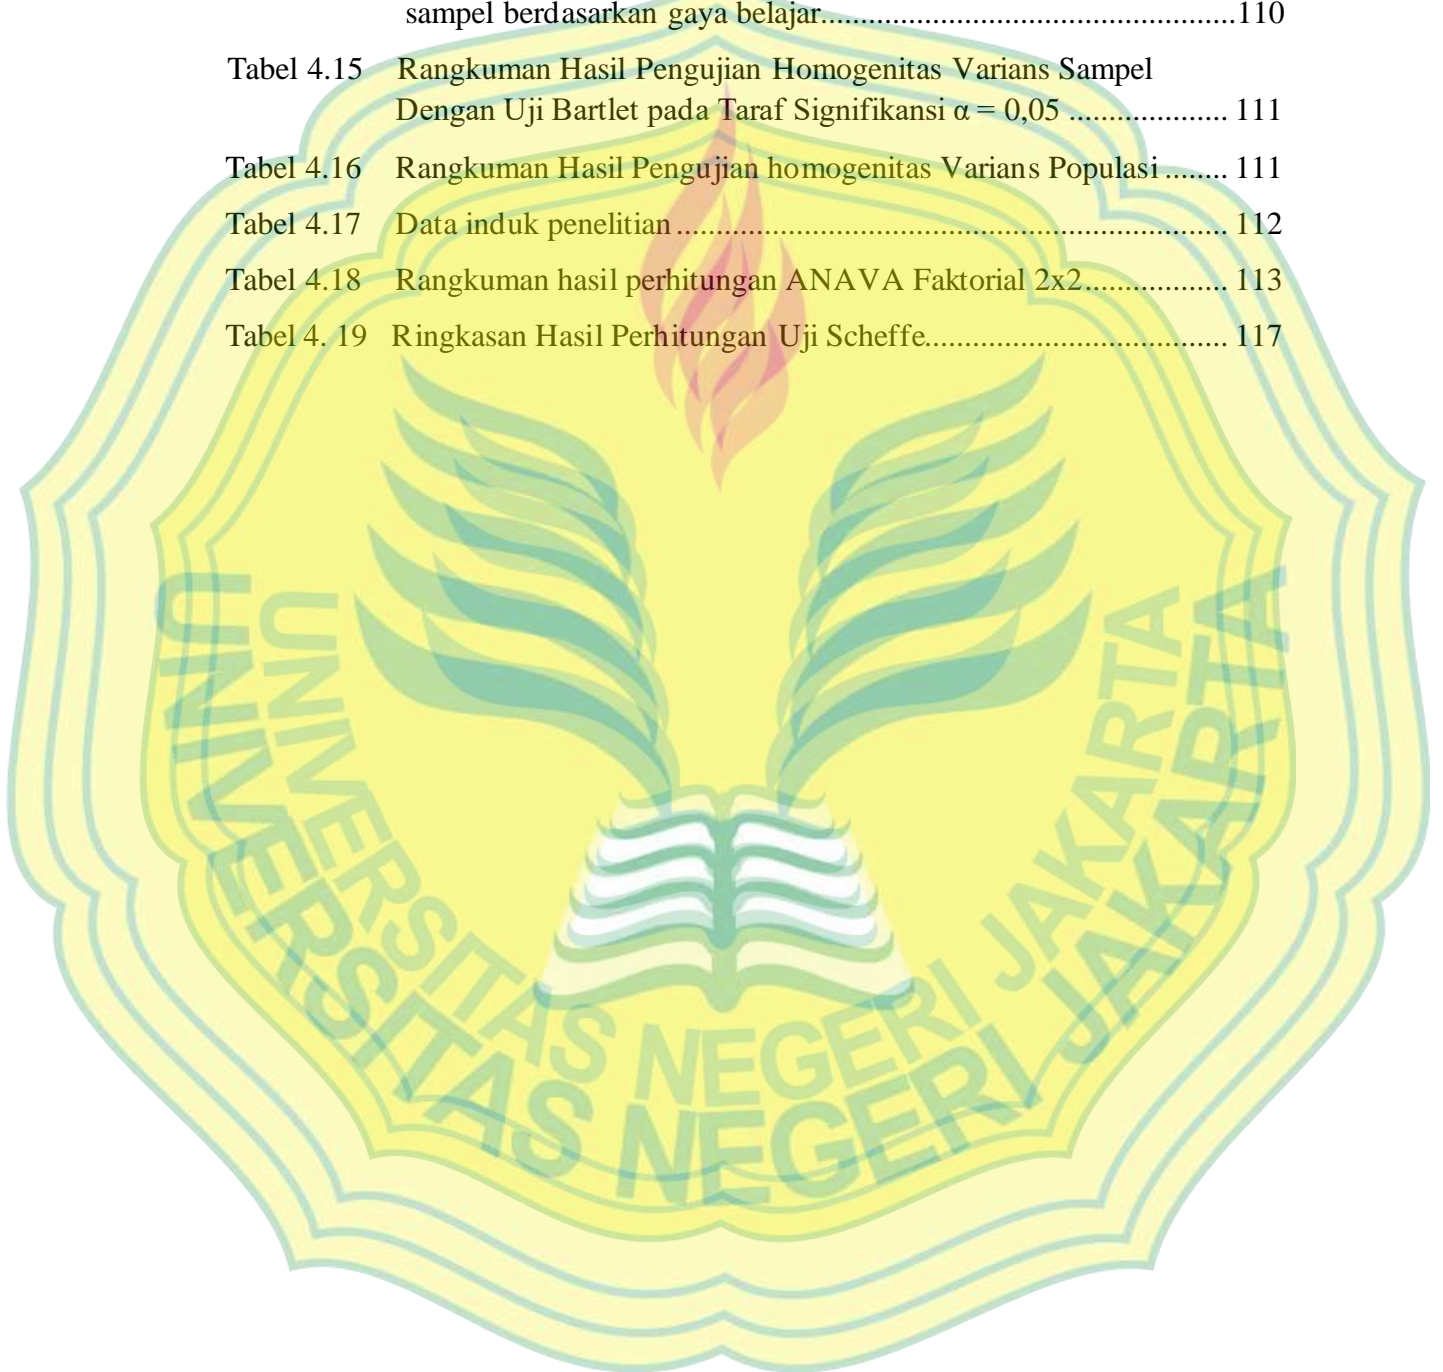 sampel berdasarkan gaya belajar....................................................110
Tabel 4.15 Rangkuman Hasil Pengujian Homogenitas Varians Sampel
Dengan Uji Bartlet pada Taraf Signifikansi α = 0,05 .................... 111
Tabel 4.16 Rangkuman Hasil Pengujian homogenitas Varians Populasi ........ 111
Tabel 4.17 Data induk penelitian ..................................................................... 112
Tabel 4.18 Rangkuman hasil perhitungan ANAVA Faktorial 2x2.................. 113
Tabel 4. 19 Ringkasan Hasil Perhitungan Uji Scheffe...................................... 117
UNIVERSITAS NEGERI JAKARTA
UNIVERSITAS NEGERI JAKARTA